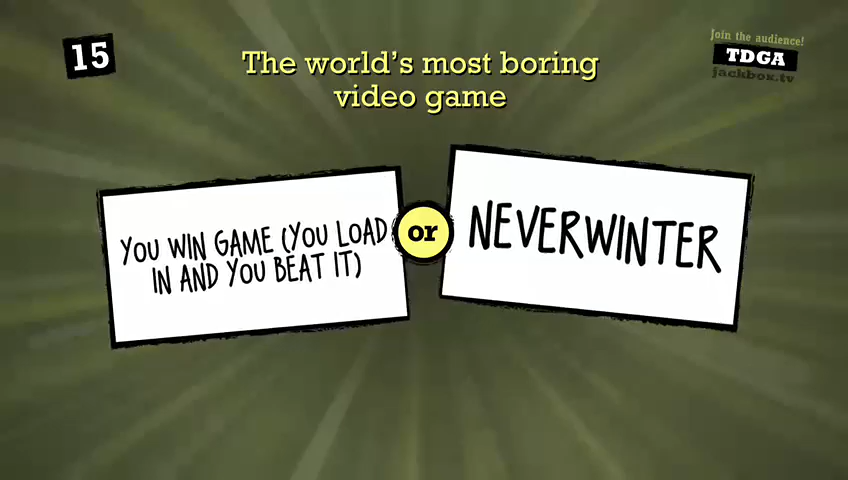 15
The world's most boring
video game
Join the audience!
TDGA
jackbox.tv
YOU WIN GAME (YOU LOAD
IN AND YOU BEAT IT)
or
NEVERWINTER